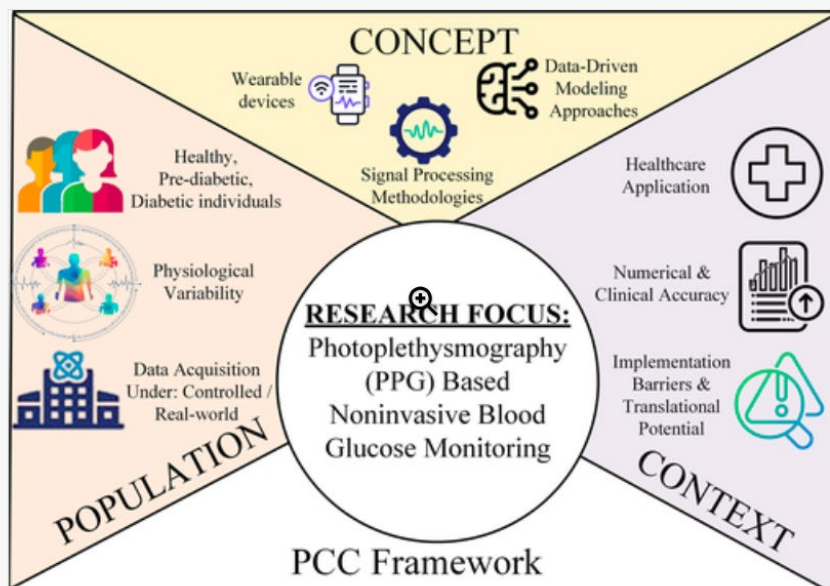 CONCEPT
Wearable
devices
Data-Driven
Modeling
Approaches
Signal Processing
Methodologies
Healthy,
Pre-diabetic,
Diabetic individuals
Physiological
Variability
Data Acquisition
Under: Controlled /
Real-world
POPULATION
RESEARCH FOCUS:
Photoplethysmography
(PPG) Based
Noninvasive Blood
Glucose Monitoring
Healthcare
Application
Numerical &
Clinical Accuracy
Implementation
Barriers &
Translational
Potential
CONTEXT
PCC Framework